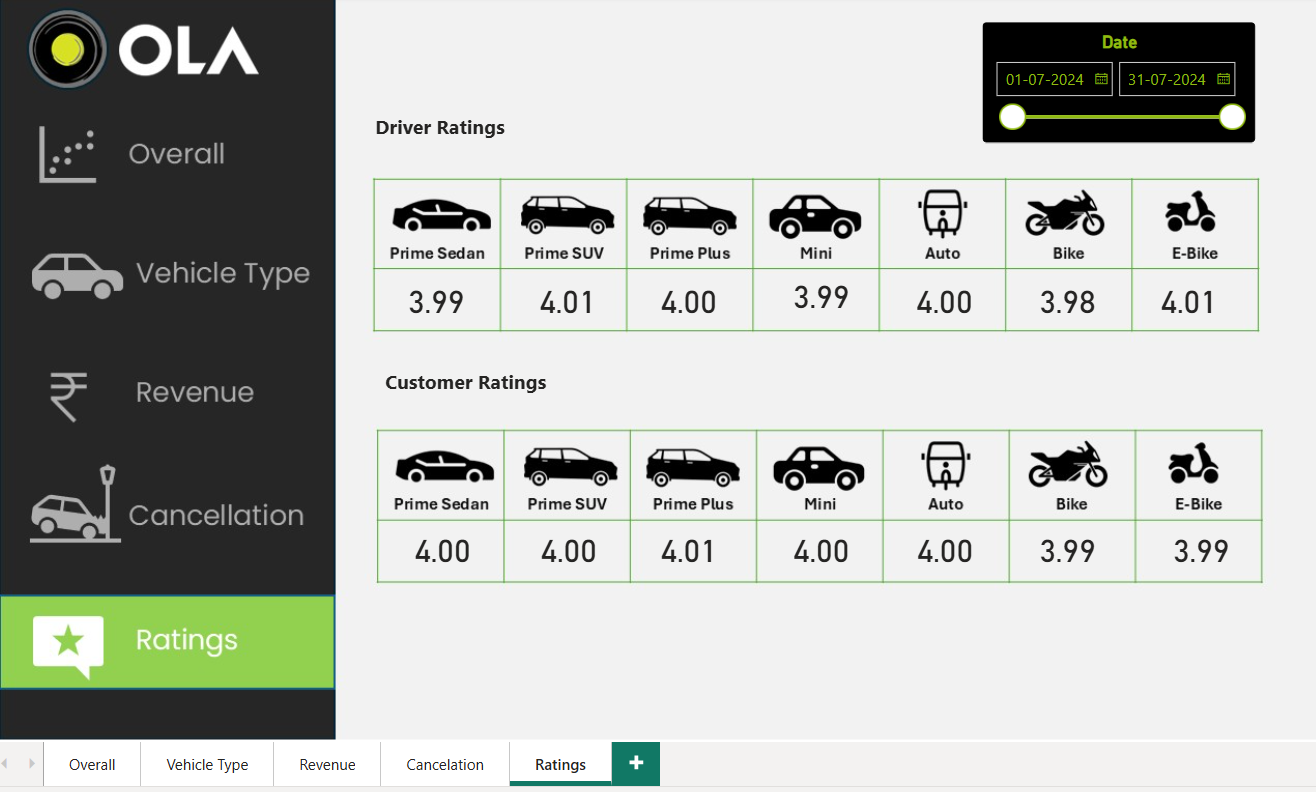 OLA
Overall
Vehicle Type
₹ Revenue
Cancellation
Ratings
Date
01-07-2024 31-07-2024
Driver Ratings
Prime Sedan Prime SUV Prime Plus Mini Auto Bike E-Bike
3.99 4.01 4.00 3.99 4.00 3.98 4.01
Customer Ratings
Prime Sedan Prime SUV Prime Plus Mini Auto Bike E-Bike
4.00 4.00 4.01 4.00 4.00 3.99 3.99
Overall Vehicle Type Revenue Cancelation Ratings +